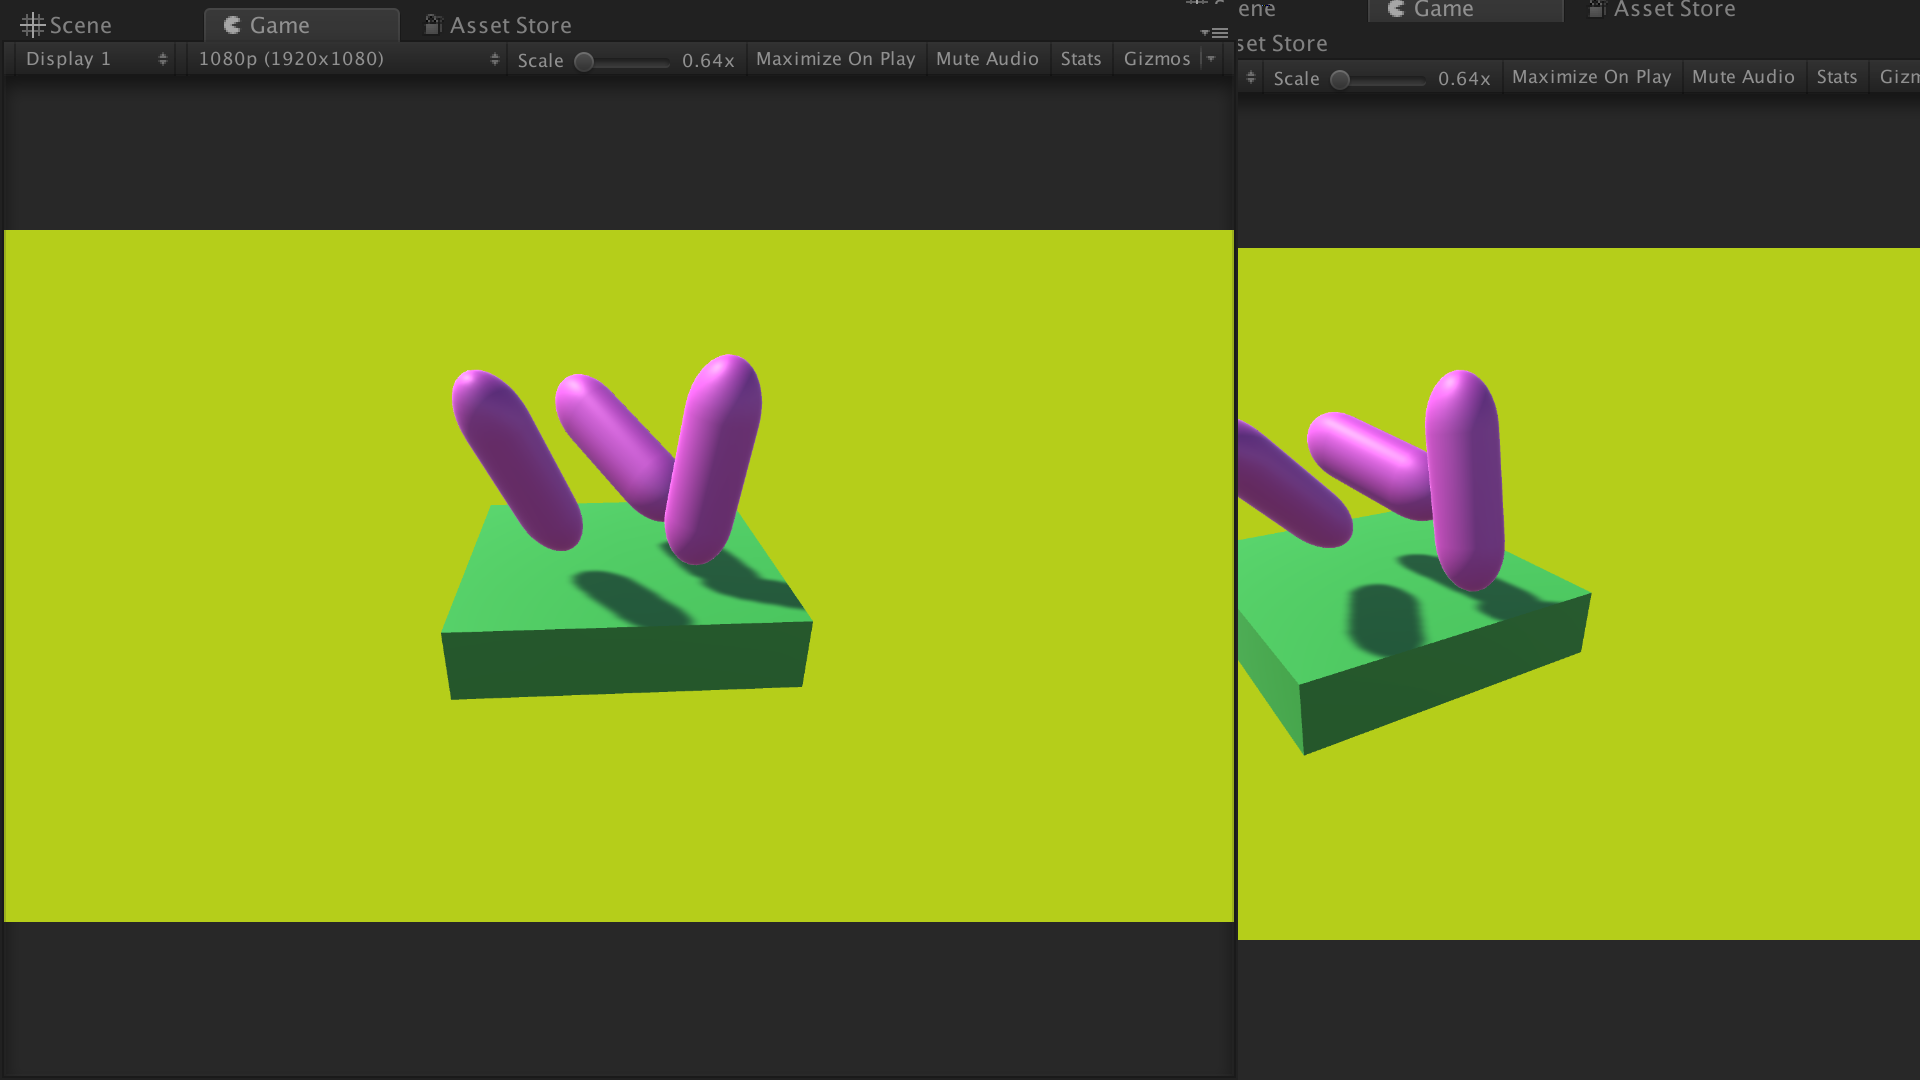 Scene Game Asset Store
Display 1 1080p (1920x1080) Scale 0.64x Maximize On Play Mute Audio Stats Gizmos
ene Game Asset Store
set Store
Scale 0.64x Maximize On Play Mute Audio Stats Gizm